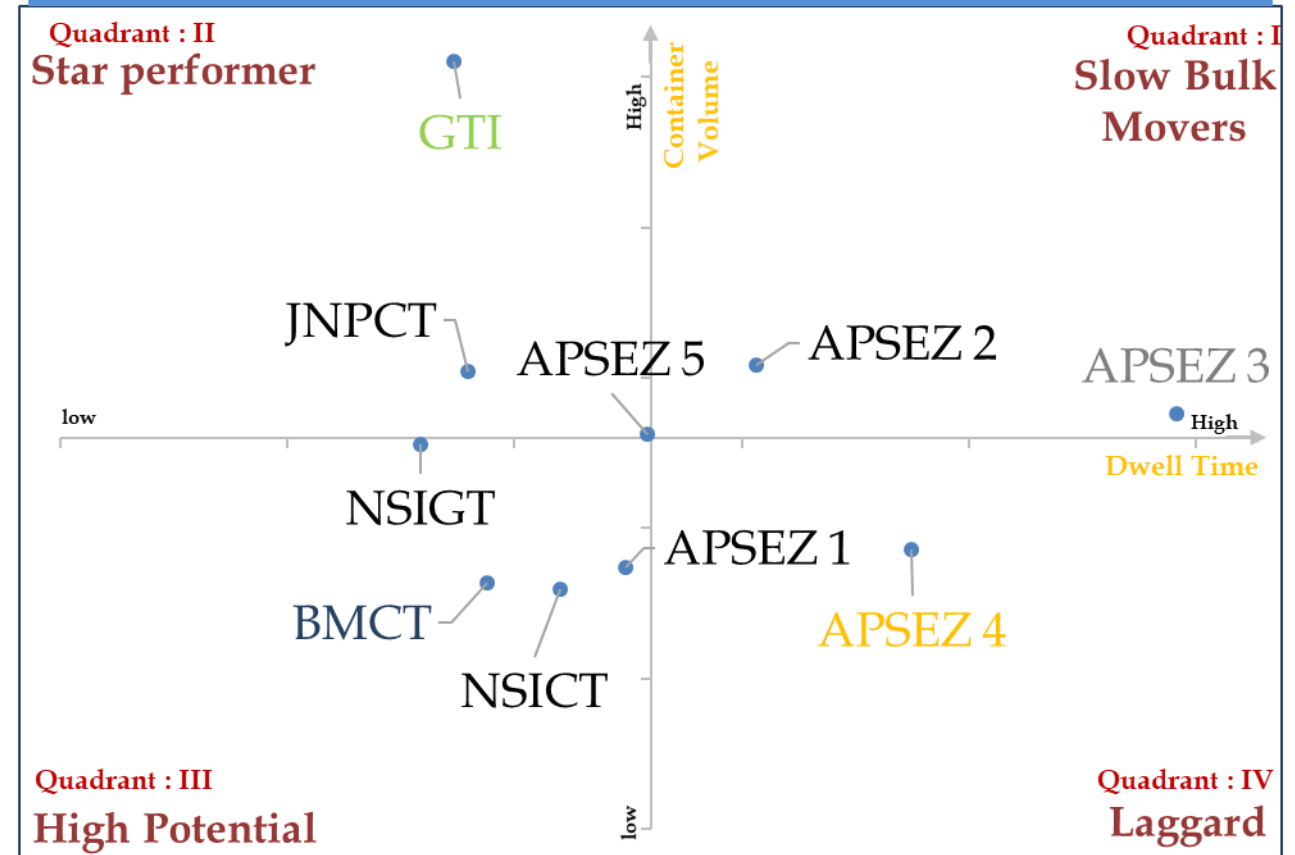 Quadrant : II
Star performer
Quadrant : I
Slow Bulk
Movers
High
Container
Volume
GTI
JNPCT
APSEZ 5
APSEZ 2
APSEZ 3
low
High
Dwell Time
NSIGT
APSEZ 1
BMCT
APSEZ 4
NSICT
Quadrant : III
High Potential
low
Quadrant : IV
Laggard